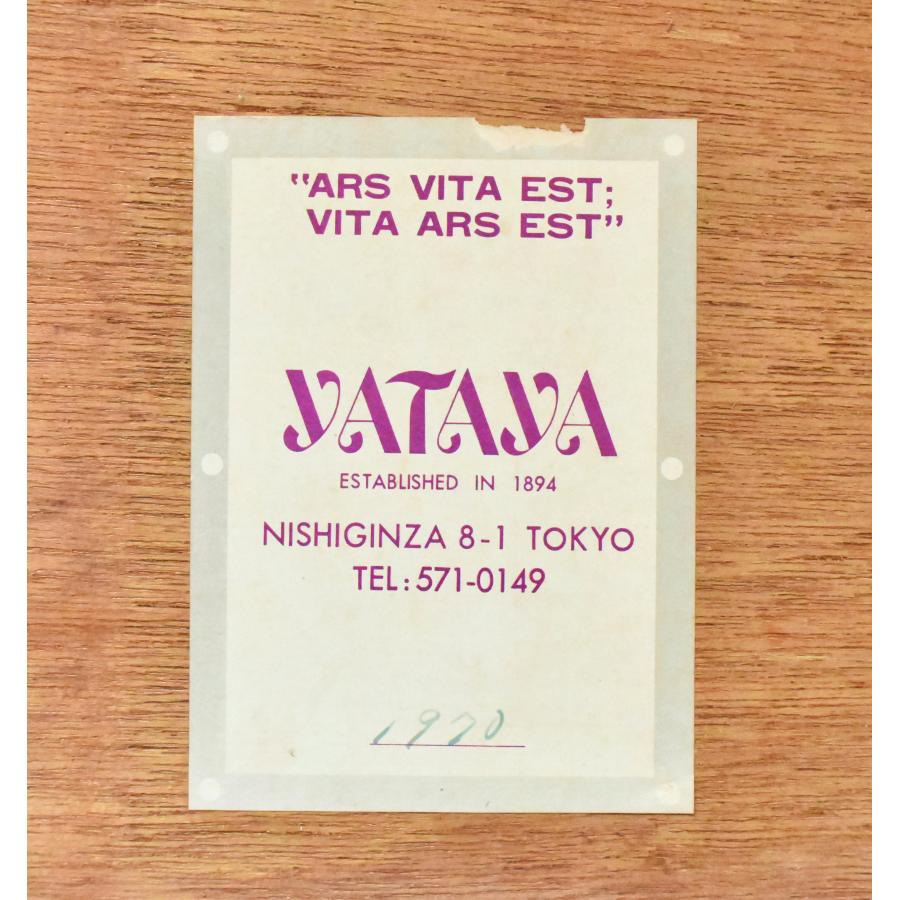 "ARS VITA EST;
VITA ARS EST"
YATAYA
ESTABLISHED IN 1894
NISHIGINZA 8-1 TOKYO
TEL:571-0149
1970